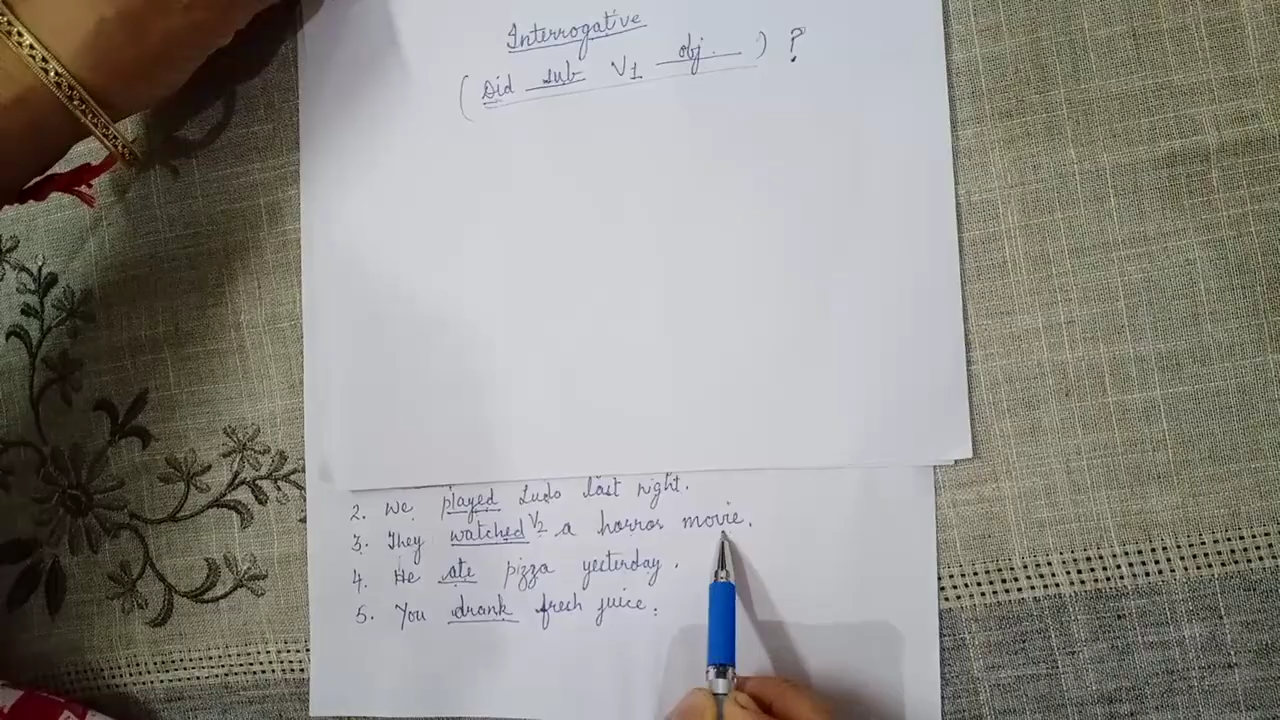 Interrogative
(Did sub V1 obj. ) ?
2. We played Ludo last night.
3. They watched V2 a horror movie.
4. He ate pizza yesterday.
5. You drank fresh juice.